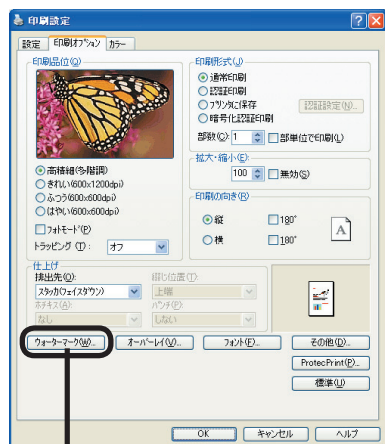 印刷設定
設定 印刷オプション カラー
印刷品位(Q)
高精細(多階調)
きれい(600x1200dpi)
ふつう(600x600dpi)
はやい(600x600dpi)
フォトモード(P)
トラッピング(T): オフ
印刷形式(J)
通常印刷
認証印刷
プリンタに保存 認証設定(N)...
暗号化認証印刷
部数(C): 1 部単位で印刷(L)
拡大・縮小(E):
100 無効(S)
印刷の向き(R)
縦 180°
横 180°
A
仕上げ
排出先(O): 綴じ位置(I):
スタッカ(フェイスダウン) 上端
ホチキス(A): パンチ(P):
なし しない
ウォーターマーク(W)... オーバーレイ(V)... フォント(F)... その他(D)...
ProtecPrint(P)...
標準(U)
OK キャンセル ヘルプ